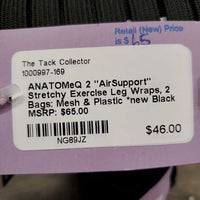 Retail (New) Price
is $65
The Tack Collector
1000997-169
ANATOMeQ 2 "AirSupport"
Stretchy Exercise Leg Wraps, 2
Bags: Mesh & Plastic *new Black
MSRP: $65.00
$46.00
NG89JZ